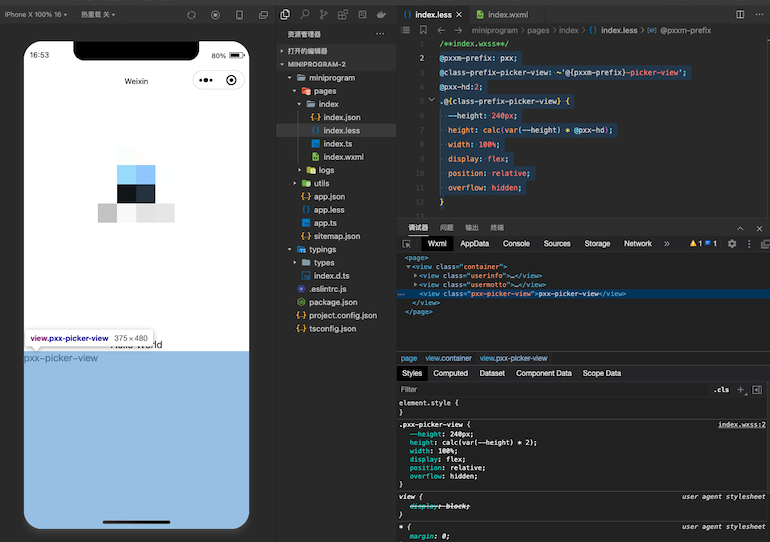 iPhone X 100% 16
热重载 关
16:53
80%
Weixin
Hello World
view.pxx-picker-view 375 × 480
pxx-picker-view
资源管理器
打开的编辑器
MINIPROGRAM-2
miniprogram
pages
index
index.json
index.less
index.ts
index.wxml
logs
utils
app.json
app.less
app.ts
sitemap.json
typings
types
index.d.ts
.eslintrc.js
package.json
project.config.json
tsconfig.json
index.less
index.wxml
miniprogram › pages › index › index.less › @pxxm-prefix
1 /**index.wxss**/
2 @pxxm-prefix: pxx;
3 @class-prefix-picker-view: ~'@{pxxm-prefix}-picker-view';
4 @pxx-hd:2;
5 .@{class-prefix-picker-view} {
6 --height: 240px;
7 height: calc(var(--height) * @pxx-hd);
8 width: 100%;
9 display: flex;
10 position: relative;
11 overflow: hidden;
12 }
调试器 问题 输出 终端
Wxml AppData Console Sources Storage Network » 1 1
<page>
<view class="container">
<view class="userinfo">…</view>
<view class="usermotto">…</view>
<view class="pxx-picker-view">pxx-picker-view</view>
</view>
</page>
page view.container view.pxx-picker-view
Styles Computed Dataset Component Data Scope Data
Filter .cls
element.style {
}
.pxx-picker-view { index.wxss:2
--height: 240px;
height: calc(var(--height) * 2);
width: 100%;
display: flex;
position: relative;
overflow: hidden;
}
view { user agent stylesheet
display: block;
}
* { user agent stylesheet
margin: 0;